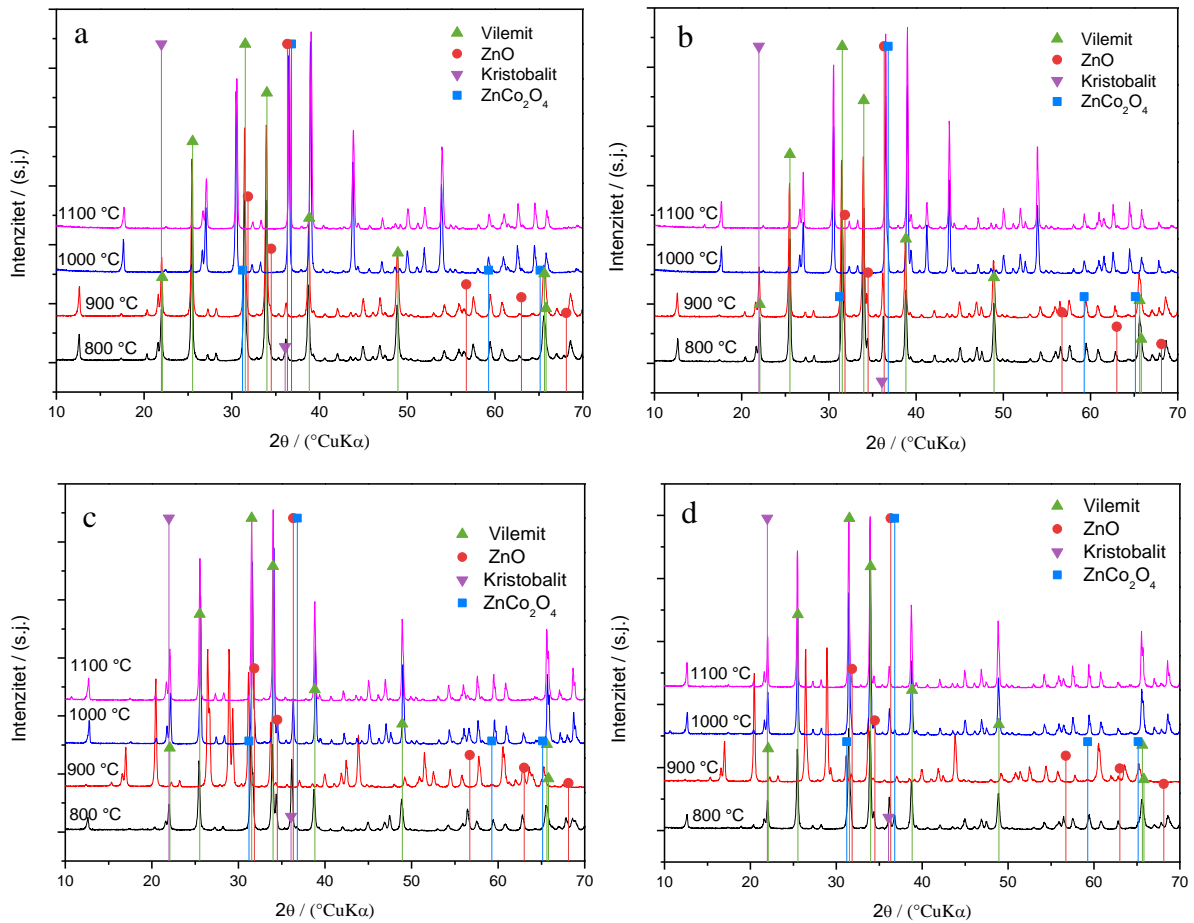 a
Vilemit
ZnO
Kristobalit
ZnCo₂O₄
Intenzitet / (s.j.)
1100 °C
1000 °C
900 °C
800 °C
10 20 30 40 50 60 70
2θ / (°CuKα)
b
Vilemit
ZnO
Kristobalit
ZnCo₂O₄
Intenzitet / (s.j.)
1100 °C
1000 °C
900 °C
800 °C
10 20 30 40 50 60 70
2θ / (°CuKα)
c
Vilemit
ZnO
Kristobalit
ZnCo₂O₄
Intenzitet / (s.j.)
1100 °C
1000 °C
900 °C
800 °C
10 20 30 40 50 60 70
2θ / (°CuKα)
d
Vilemit
ZnO
Kristobalit
ZnCo₂O₄
Intenzitet / (s.j.)
1100 °C
1000 °C
900 °C
800 °C
10 20 30 40 50 60 70
2θ / (°CuKα)